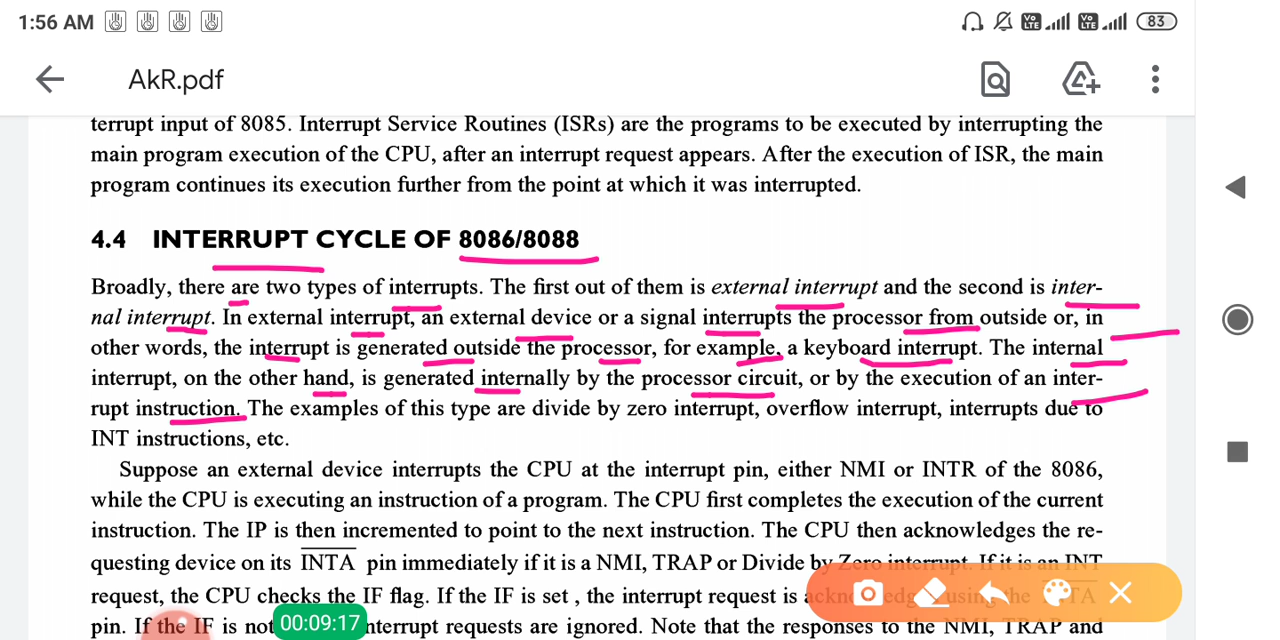 1:56 AM 83
AkR.pdf
terrupt input of 8085. Interrupt Service Routines (ISRs) are the programs to be executed by interrupting the
main program execution of the CPU, after an interrupt request appears. After the execution of ISR, the main
program continues its execution further from the point at which it was interrupted.
4.4 INTERRUPT CYCLE OF 8086/8088
Broadly, there are two types of interrupts. The first out of them is external interrupt and the second is inter-
nal interrupt. In external interrupt, an external device or a signal interrupts the processor from outside or, in
other words, the interrupt is generated outside the processor, for example, a keyboard interrupt. The internal
interrupt, on the other hand, is generated internally by the processor circuit, or by the execution of an inter-
rupt instruction. The examples of this type are divide by zero interrupt, overflow interrupt, interrupts due to
INT instructions, etc.
Suppose an external device interrupts the CPU at the interrupt pin, either NMI or INTR of the 8086,
while the CPU is executing an instruction of a program. The CPU first completes the execution of the current
instruction. The IP is then incremented to point to the next instruction. The CPU then acknowledges the re-
questing device on its INTA pin immediately if it is a NMI, TRAP or Divide by Zero interrupt. If it is an INT
request, the CPU checks the IF flag. If the IF is set , the interrupt request is the
pin. If the IF is not 00:09:17 nterrupt requests are ignored. Note that the responses to the NMI, TRAP and